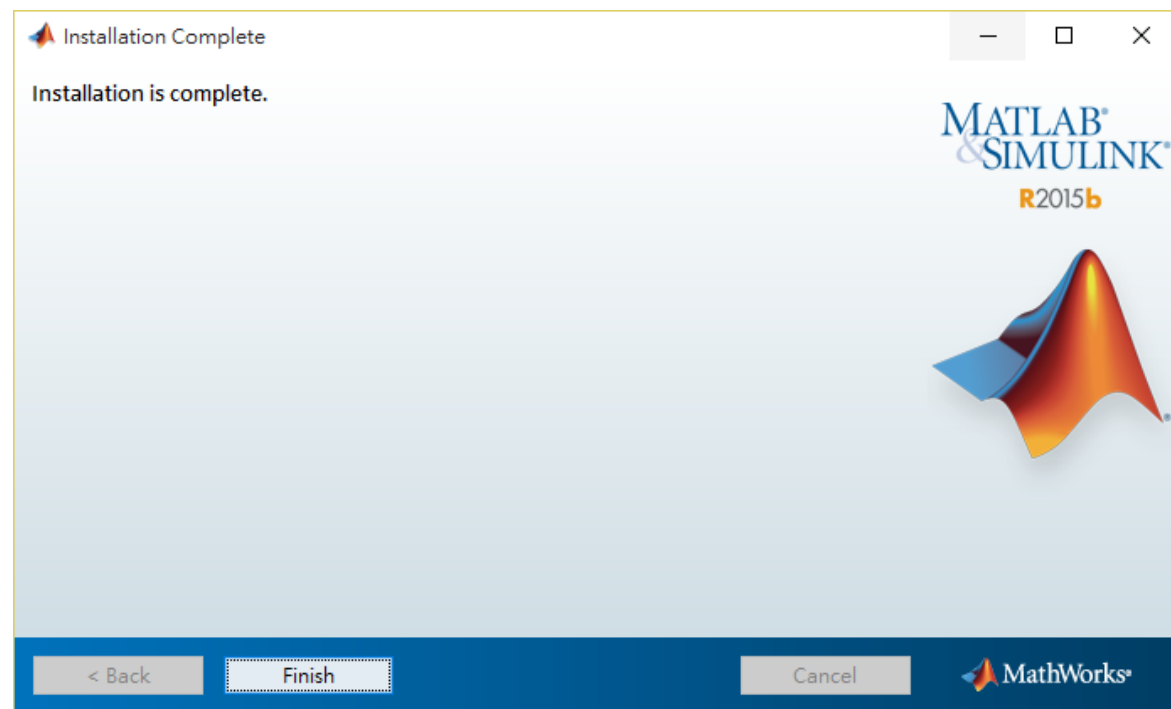 Installation Complete
Installation is complete.
MATLAB®
&SIMULINK®
R2015b
®
< Back
Finish
Cancel
MathWorks®